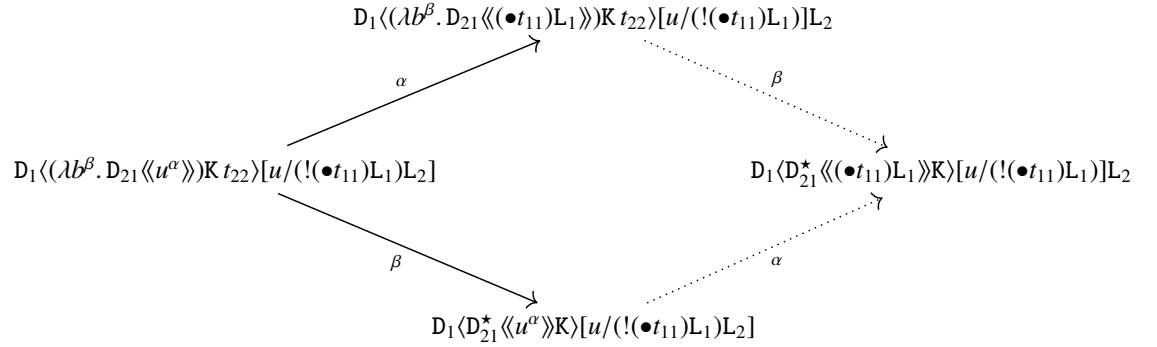 D₁⟨(λb^β. D₂₁⟪(•t₁₁)L₁⟫)K t₂₂⟩[u/(!(•t₁₁)L₁)]L₂
α
β
D₁⟨(λb^β. D₂₁⟪u^α⟫)K t₂₂⟩[u/(!(•t₁₁)L₁)L₂]
D₁⟨D₂₁^★⟪(•t₁₁)L₁⟫K⟩[u/(!(•t₁₁)L₁)]L₂
β
α
D₁⟨D₂₁^★⟪u^α⟫K⟩[u/(!(•t₁₁)L₁)L₂]